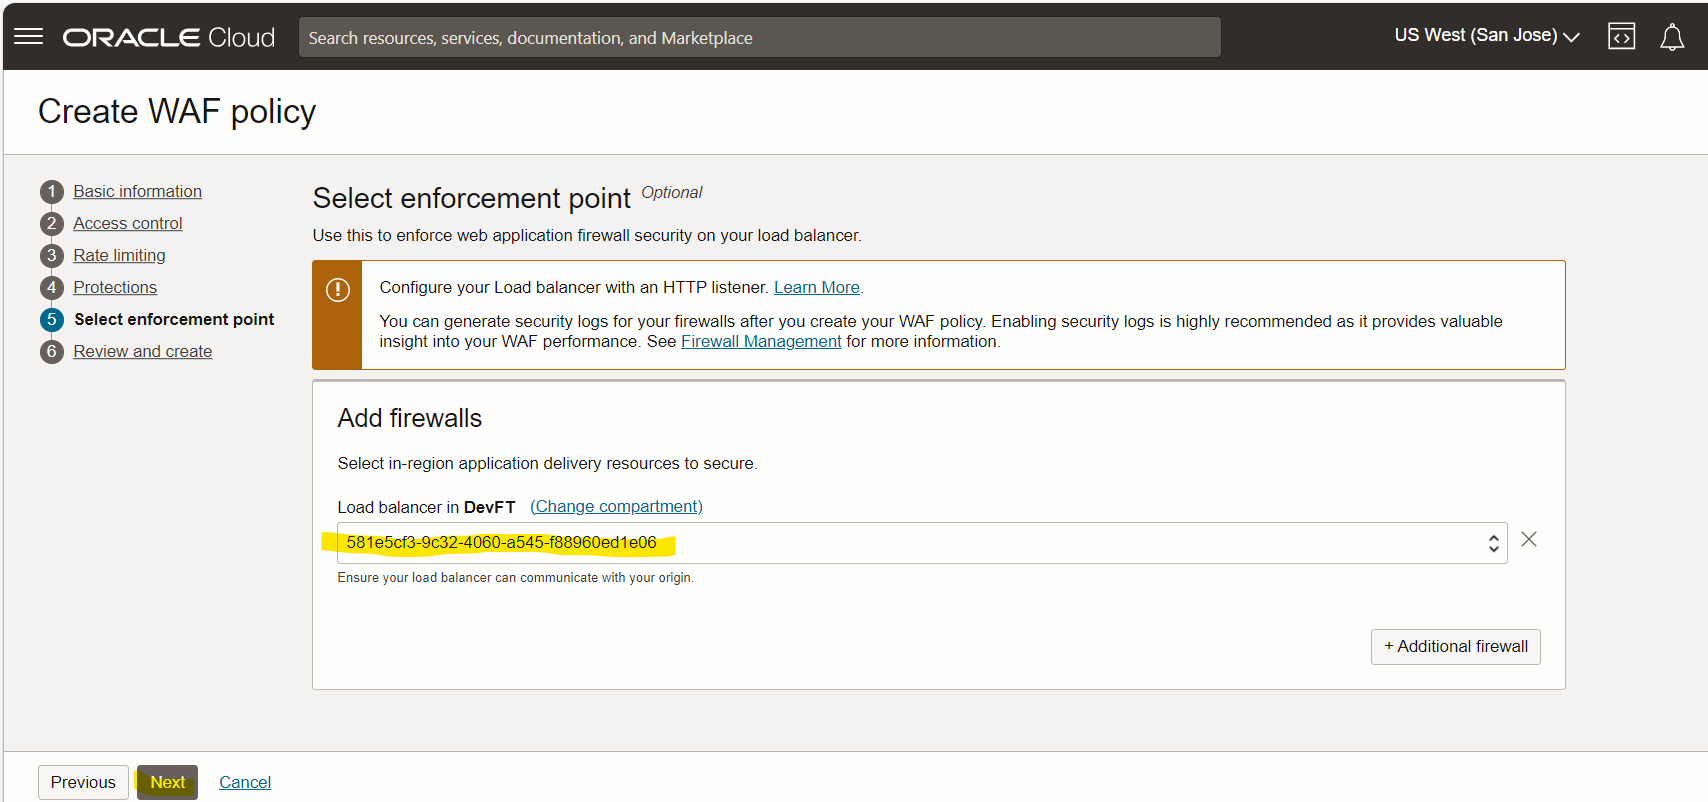 ORACLE Cloud
Search resources, services, documentation, and Marketplace
US West (San Jose)
Create WAF policy
1 Basic information
2 Access control
3 Rate limiting
4 Protections
5 Select enforcement point
6 Review and create
Select enforcement point Optional
Use this to enforce web application firewall security on your load balancer.
Configure your Load balancer with an HTTP listener. Learn More.
You can generate security logs for your firewalls after you create your WAF policy. Enabling security logs is highly recommended as it provides valuable
insight into your WAF performance. See Firewall Management for more information.
Add firewalls
Select in-region application delivery resources to secure.
Load balancer in DevFT (Change compartment)
581e5cf3-9c32-4060-a545-f88960ed1e06
Ensure your load balancer can communicate with your origin.
+ Additional firewall
Previous Next Cancel